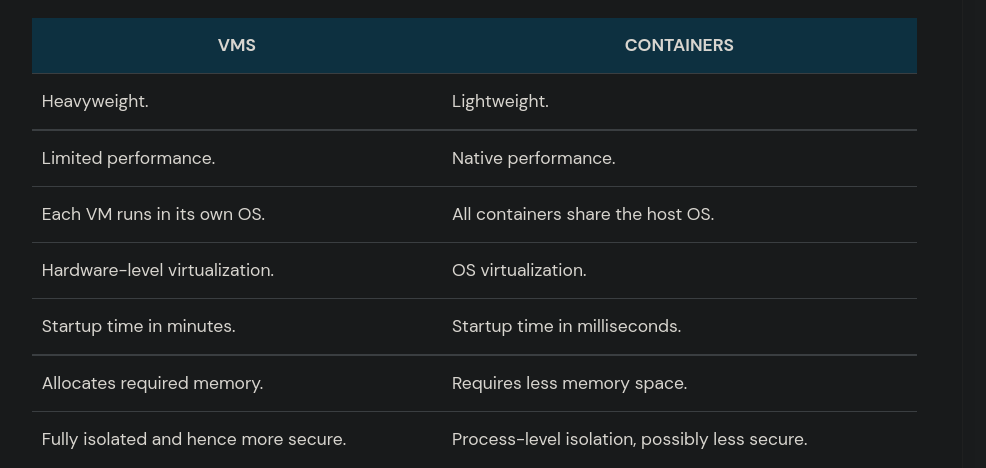 VMS CONTAINERS
Heavyweight. Lightweight.
Limited performance. Native performance.
Each VM runs in its own OS. All containers share the host OS.
Hardware-level virtualization. OS virtualization.
Startup time in minutes. Startup time in milliseconds.
Allocates required memory. Requires less memory space.
Fully isolated and hence more secure. Process-level isolation, possibly less secure.